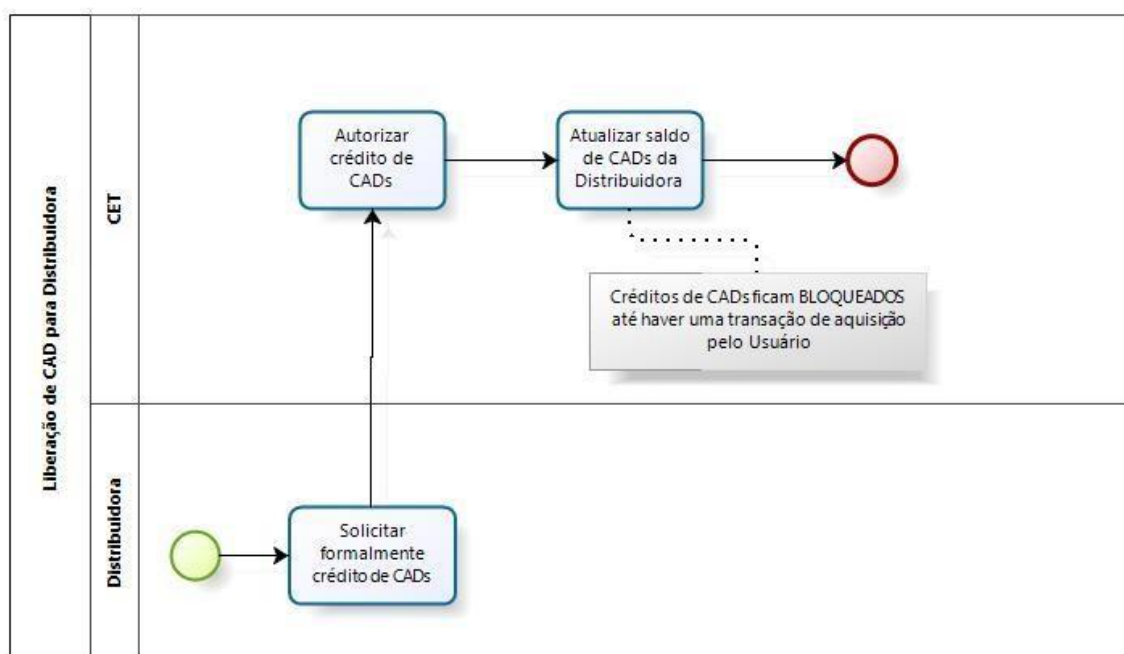 Liberação de CAD para Distribuidora
CET
Autorizar
crédito de
CADs
Atualizar saldo
de CADs da
Distribuidora
Créditos de CADs ficam BLOQUEADOS
até haver uma transação de aquisição
pelo Usuário
Distribuidora
Solicitar
formalmente
crédito de CADs